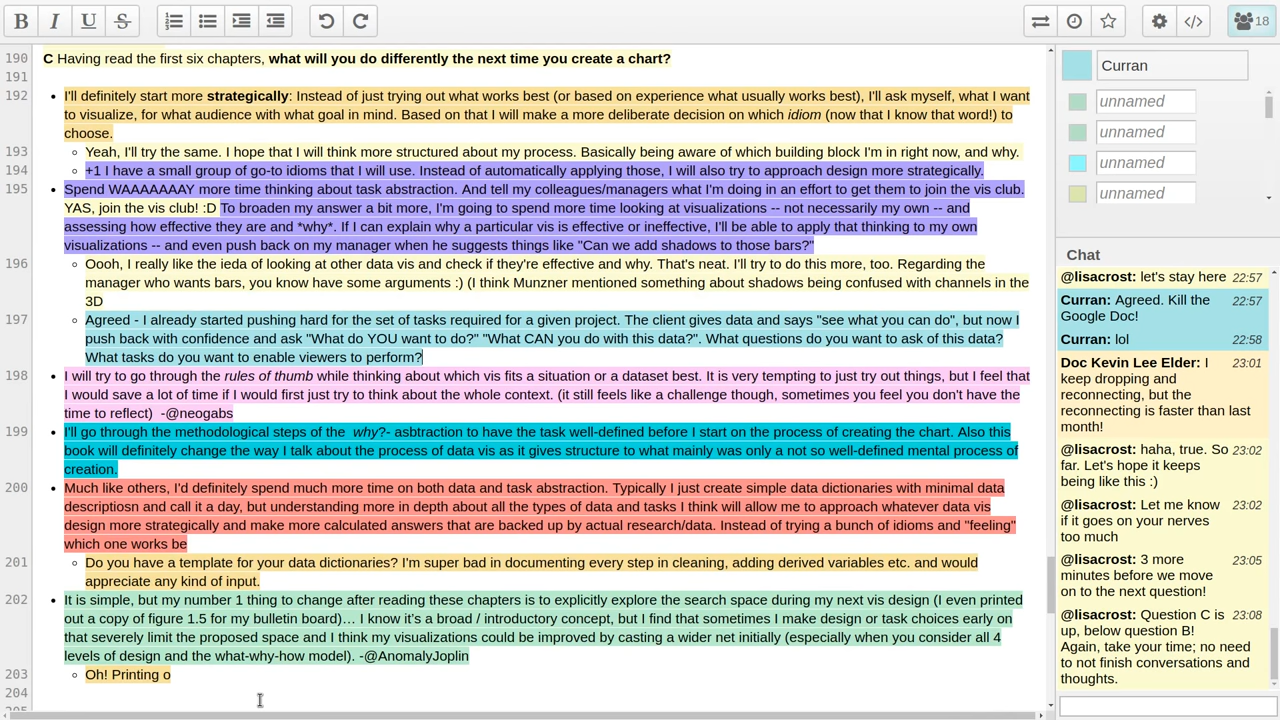 B I U S
18
190 C Having read the first six chapters, what will you do differently the next time you create a chart?
191
192 I'll definitely start more strategically: Instead of just trying out what works best (or based on experience what usually works best), I'll ask myself, what I want
to visualize, for what audience with what goal in mind. Based on that I will make a more deliberate decision on which idiom (now that I know that word!) to
choose.
193 Yeah, I'll try the same. I hope that I will think more structured about my process. Basically being aware of which building block I'm in right now, and why.
194 +1 I have a small group of go-to idioms that I will use. Instead of automatically applying those, I will also try to approach design more strategically.
195 Spend WAAAAAAAY more time thinking about task abstraction. And tell my colleagues/managers what I'm doing in an effort to get them to join the vis club.
YAS, join the vis club! :D To broaden my answer a bit more, I'm going to spend more time looking at visualizations -- not necessarily my own -- and
assessing how effective they are and *why*. If I can explain why a particular vis is effective or ineffective, I'll be able to apply that thinking to my own
visualizations -- and even push back on my manager when he suggests things like "Can we add shadows to those bars?"
196 Oooh, I really like the ieda of looking at other data vis and check if they're effective and why. That's neat. I'll try to do this more, too. Regarding the
manager who wants bars, you know have some arguments :) (I think Munzner mentioned something about shadows being confused with channels in the
3D
197 Agreed - I already started pushing hard for the set of tasks required for a given project. The client gives data and says "see what you can do", but now I
push back with confidence and ask "What do YOU want to do?" "What CAN you do with this data?". What questions do you want to ask of this data?
What tasks do you want to enable viewers to perform?
198 I will try to go through the rules of thumb while thinking about which vis fits a situation or a dataset best. It is very tempting to just try out things, but I feel that
I would save a lot of time if I would first just try to think about the whole context. (it still feels like a challenge though, sometimes you feel you don't have the
time to reflect)  -@neogabs
199 I'll go through the methodological steps of the  why?- asbtraction to have the task well-defined before I start on the process of creating the chart. Also this
book will definitely change the way I talk about the process of data vis as it gives structure to what mainly was only a not so well-defined mental process of
creation.
200 Much like others, I'd definitely spend much more time on both data and task abstraction. Typically I just create simple data dictionaries with minimal data
descriptiosn and call it a day, but understanding more in depth about all the types of data and tasks I think will allow me to approach whatever data vis
design more strategically and make more calculated answers that are backed up by actual research/data. Instead of trying a bunch of idioms and "feeling"
which one works be
201 Do you have a template for your data dictionaries? I'm super bad in documenting every step in cleaning, adding derived variables etc. and would
appreciate any kind of input.
202 It is simple, but my number 1 thing to change after reading these chapters is to explicitly explore the search space during my next vis design (I even printed
out a copy of figure 1.5 for my bulletin board)… I know it's a broad / introductory concept, but I find that sometimes I make design or task choices early on
that severely limit the proposed space and I think my visualizations could be improved by casting a wider net initially (especially when you consider all 4
levels of design and the what-why-how model). -@AnomalyJoplin
203 Oh! Printing o
204
Curran
unnamed
unnamed
unnamed
unnamed
Chat
@lisacrost: let's stay here 22:57
Curran: Agreed. Kill the 22:57
Google Doc!
Curran: lol 22:58
Doc Kevin Lee Elder: I 23:01
keep dropping and
reconnecting, but the
reconnecting is faster than last
month!
@lisacrost: haha, true. So 23:02
far. Let's hope it keeps
being like this :)
@lisacrost: Let me know 23:02
if it goes on your nerves
too much
@lisacrost: 3 more 23:05
minutes before we move
on to the next question!
@lisacrost: Question C is 23:08
up, below question B!
Again, take your time; no need
to not finish conversations and
thoughts.